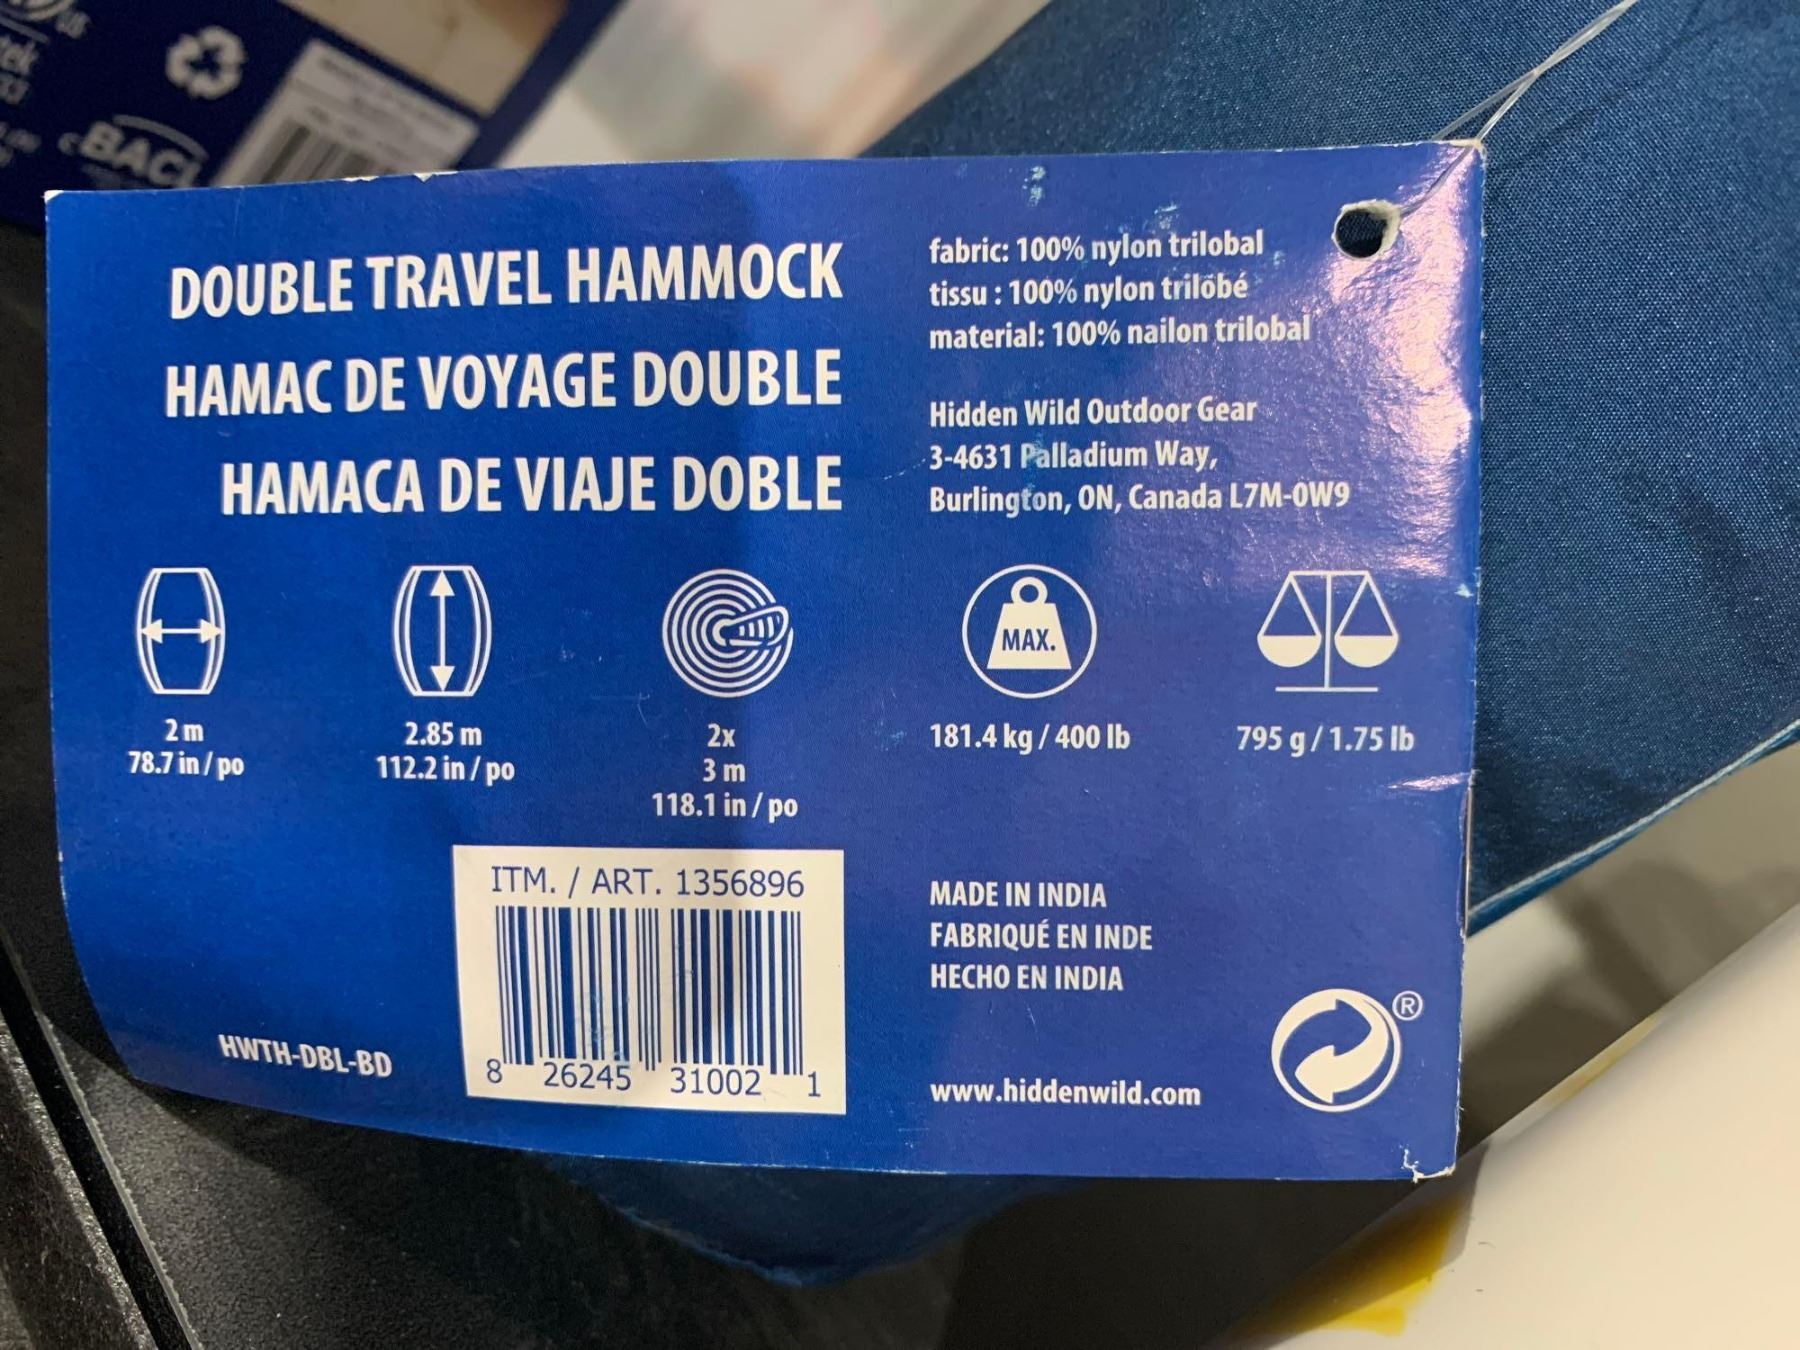 BAC
DOUBLE TRAVEL HAMMOCK
HAMAC DE VOYAGE DOUBLE
HAMACA DE VIAJE DOBLE
fabric: 100% nylon trilobal
tissu : 100% nylon trilõbé
material: 100% nailon trilobal
Hidden Wild Outdoor Gear
3-4631 Palladium Way,
Burlington, ON, Canada L7M-0W9
2 m
78.7 in / po
2.85 m
112.2 in / po
2x
3 m
118.1 in / po
MAX.
181.4 kg / 400 lb
795 g / 1.75 lb
ITM. / ART. 1356896
8 26245 31002 1
HWTH-DBL-BD
MADE IN INDIA
FABRIQUÉ EN INDE
HECHO EN INDIA
www.hiddenwild.com
®